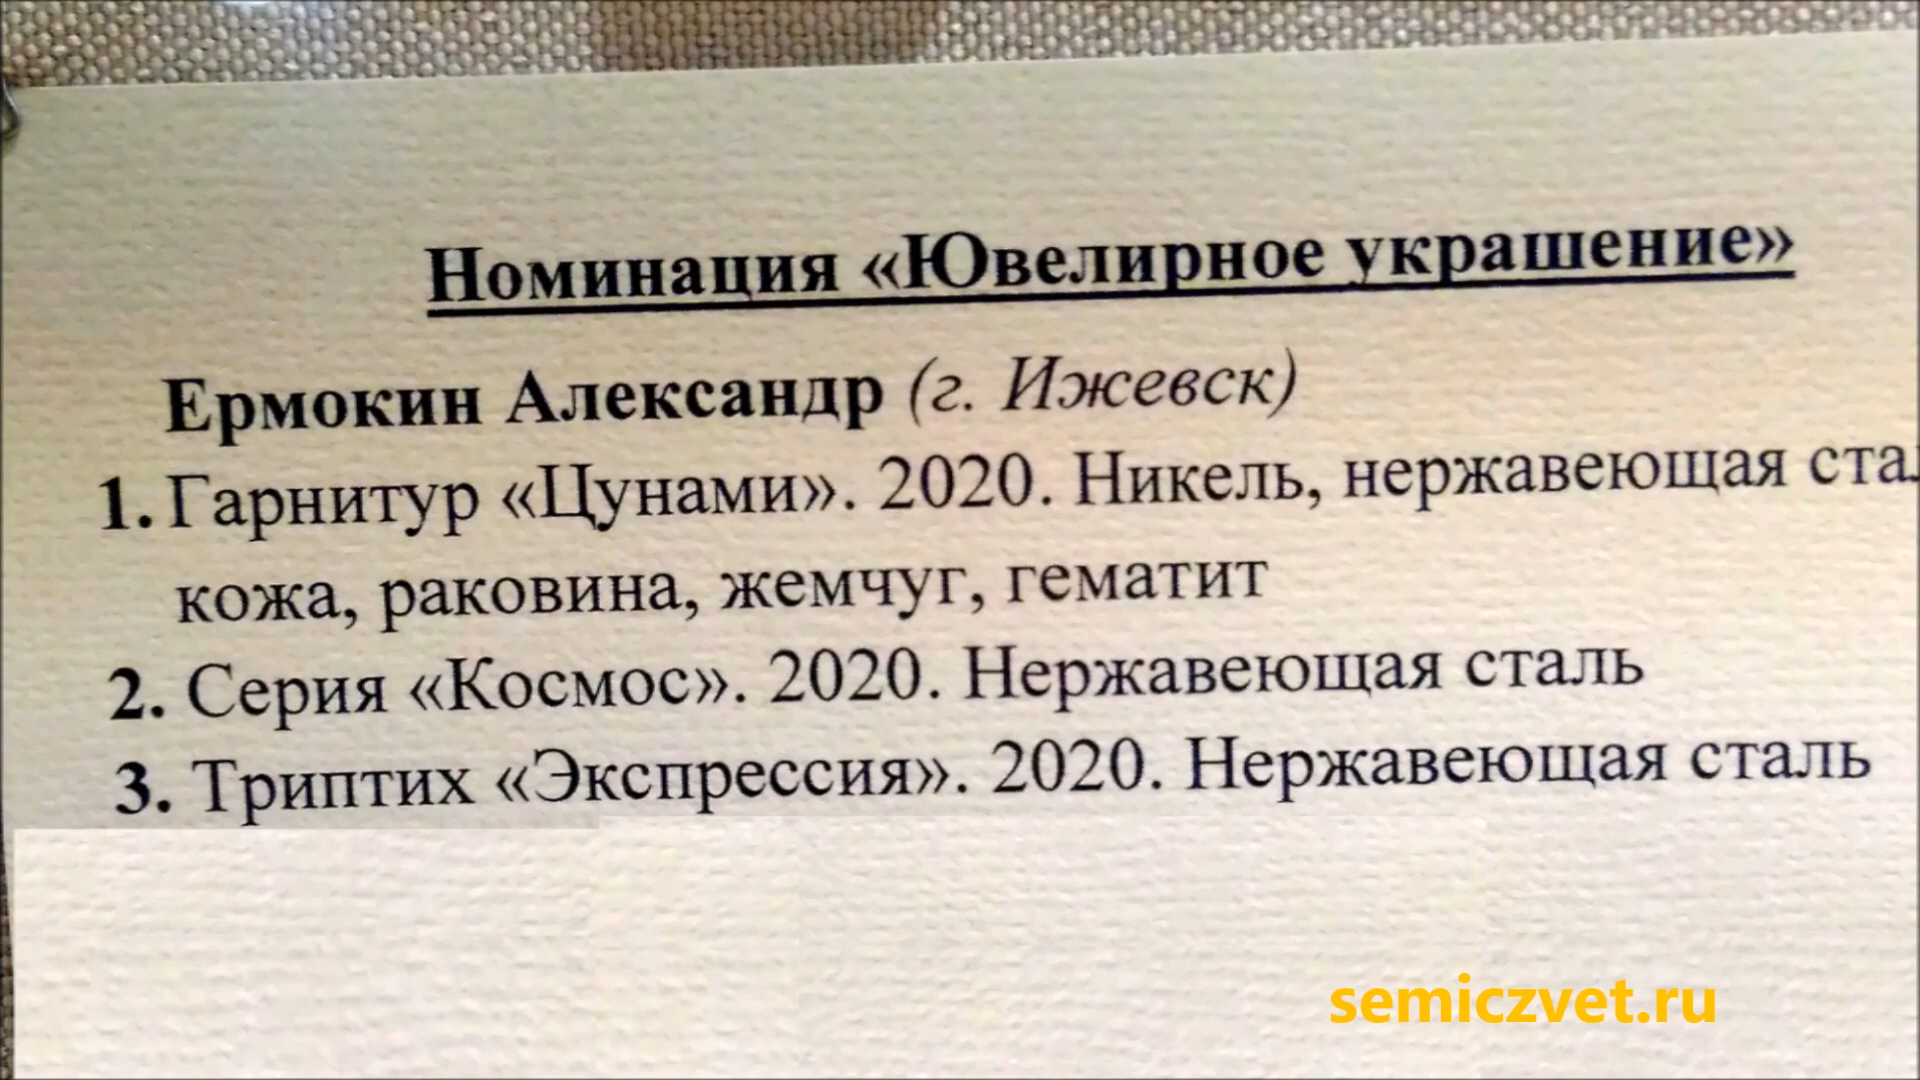 Номинация «Ювелирное украшение»
Ермокин Александр (г. Ижевск)
1. Гарнитур «Цунами». 2020. Никель, нержавеющая стал
кожа, раковина, жемчуг, гематит
2. Серия «Космос». 2020. Нержавеющая сталь
3. Триптих «Экспрессия». 2020. Нержавеющая сталь
semiczvet.ru